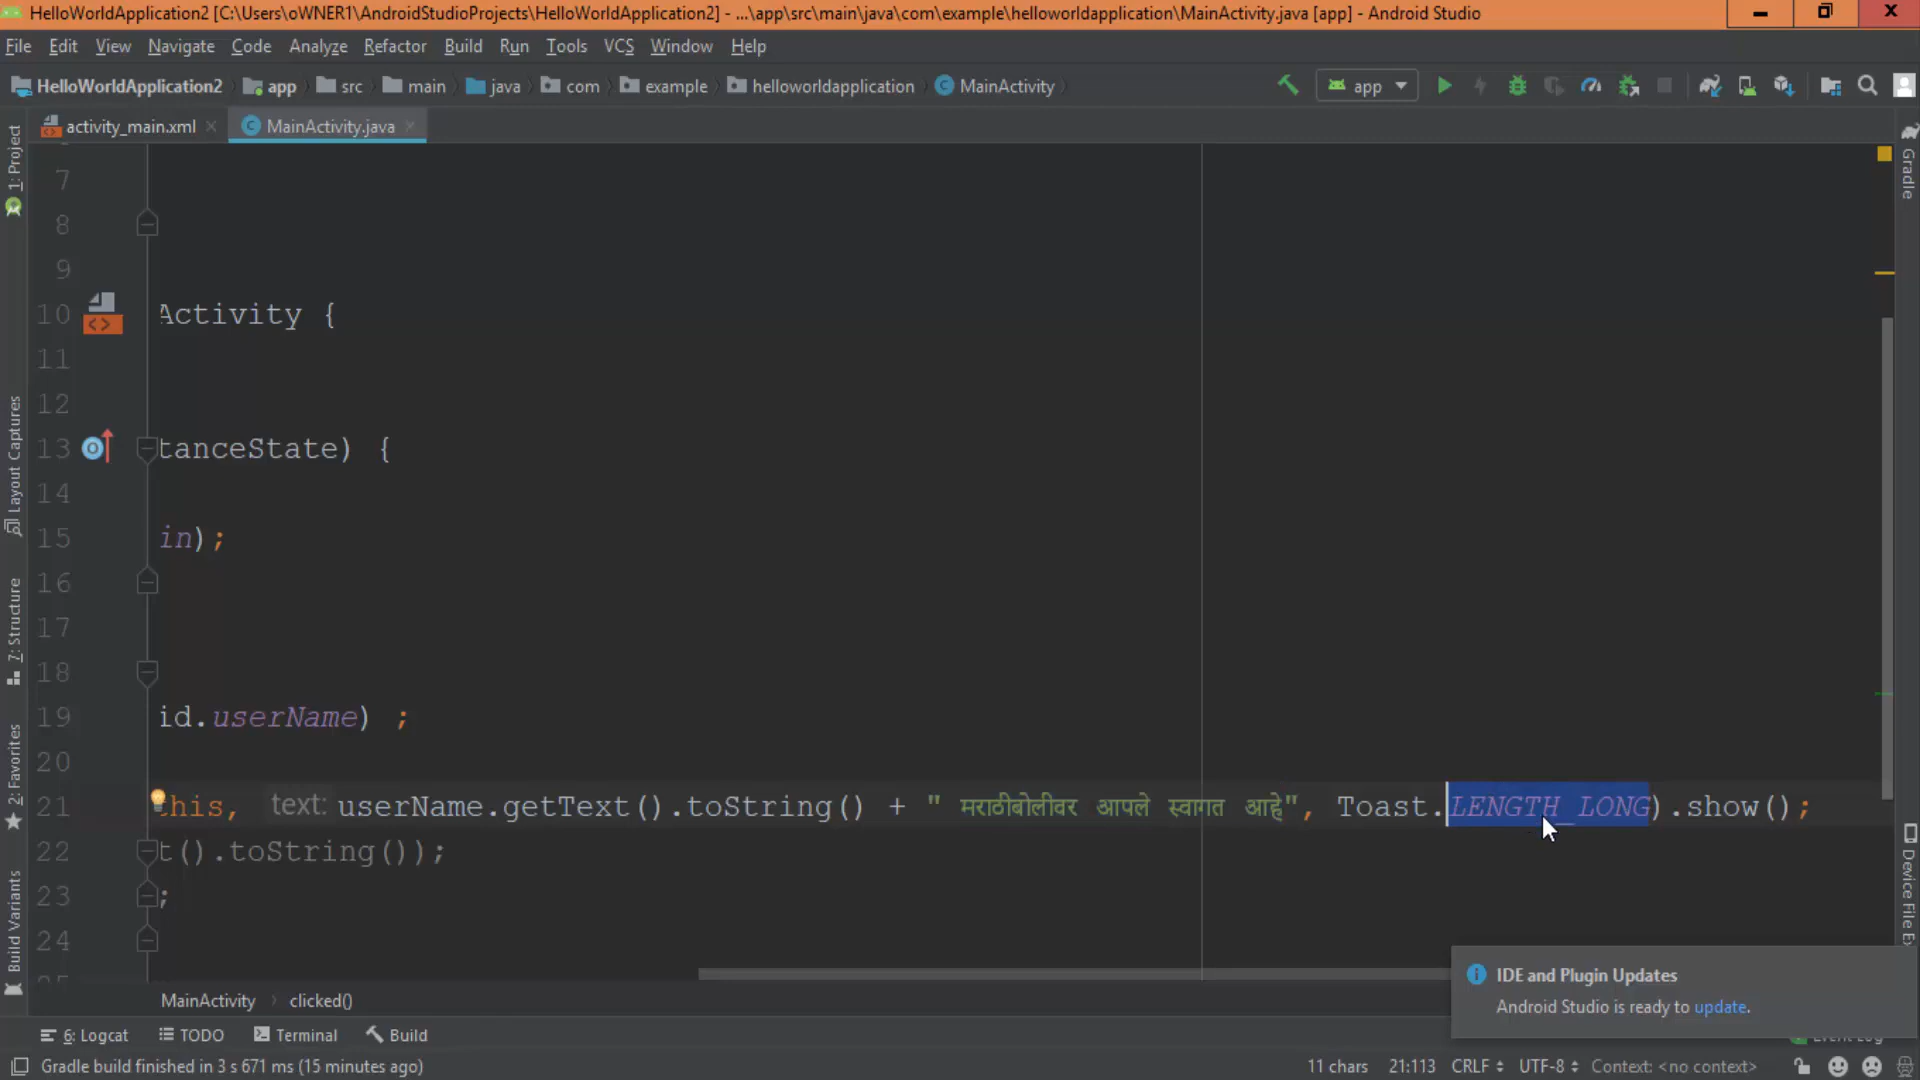 HelloWorldApplication2 [C:\Users\oWNER1\AndroidStudioProjects\HelloWorldApplication2] - ...\app\src\main\java\com\example\helloworldapplication\MainActivity.java [app] - Android Studio
File Edit View Navigate Code Analyze Refactor Build Run Tools VCS Window Help
HelloWorldApplication2 app src main java com example helloworldapplication MainActivity app
activity_main.xml MainActivity.java
1: Project
Layout Captures
7: Structure
2: Favorites
Build Variants
Gradle
7
8
9
10 Activity {
11
12
13 tanceState) {
14
15 in);
16
17
18
19 id.userName) ;
20
21 this, text: userName.getText().toString() + " मराठीबोलीवर आपले स्वागत आहे", Toast.LENGTH_LONG).show();
22 t().toString());
23 ;
24
25
Device File Ex
IDE and Plugin Updates
Android Studio is ready to update.
MainActivity clicked()
6: Logcat TODO Terminal Build Event Log
Gradle build finished in 3 s 671 ms (15 minutes ago) 11 chars 21:113 CRLF UTF-8 Context: <no context>